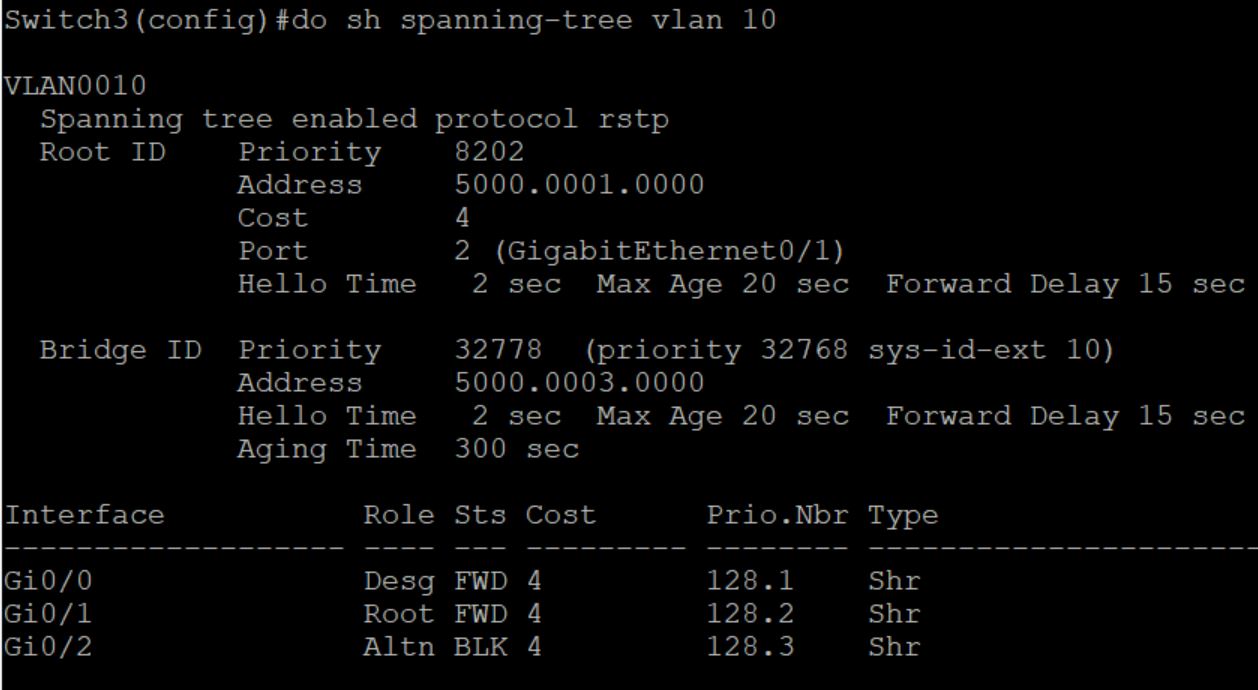 Switch3(config)#do sh spanning-tree vlan 10
VLAN0010
  Spanning tree enabled protocol rstp
  Root ID    Priority    8202
             Address     5000.0001.0000
             Cost        4
             Port        2 (GigabitEthernet0/1)
             Hello Time   2 sec  Max Age 20 sec  Forward Delay 15 sec
  Bridge ID  Priority    32778  (priority 32768 sys-id-ext 10)
             Address     5000.0003.0000
             Hello Time   2 sec  Max Age 20 sec  Forward Delay 15 sec
             Aging Time  300 sec
Interface           Role Sts Cost      Prio.Nbr Type
------------------- ---- --- --------- -------- ----------------------
Gi0/0               Desg FWD 4         128.1    Shr
Gi0/1               Root FWD 4         128.2    Shr
Gi0/2               Altn BLK 4         128.3    Shr